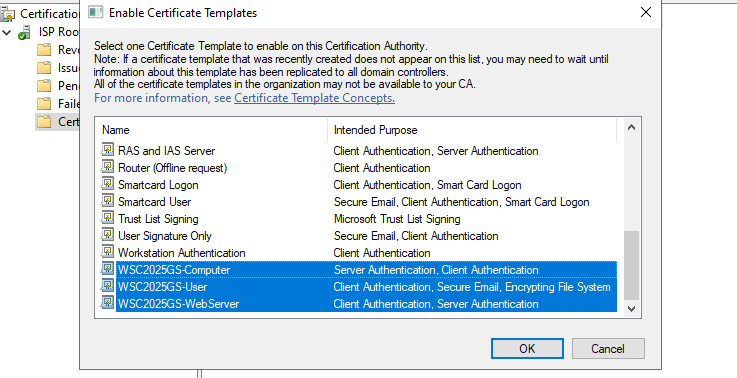 Certification
Enable Certificate Templates
ISP Roo
Revo
Issue
Pend
Faile
Cert
Select one Certificate Template to enable on this Certification Authority.
Note: If a certificate template that was recently created does not appear on this list, you may need to wait until
information about this template has been replicated to all domain controllers.
All of the certificate templates in the organization may not be available to your CA.
For more information, see Certificate Template Concepts.
Name Intended Purpose
RAS and IAS Server Client Authentication, Server Authentication
Router (Offline request) Client Authentication
Smartcard Logon Client Authentication, Smart Card Logon
Smartcard User Secure Email, Client Authentication, Smart Card Logon
Trust List Signing Microsoft Trust List Signing
User Signature Only Secure Email, Client Authentication
Workstation Authentication Client Authentication
WSC2025GS-Computer Server Authentication, Client Authentication
WSC2025GS-User Client Authentication, Secure Email, Encrypting File System
WSC2025GS-WebServer Client Authentication, Server Authentication
OK Cancel